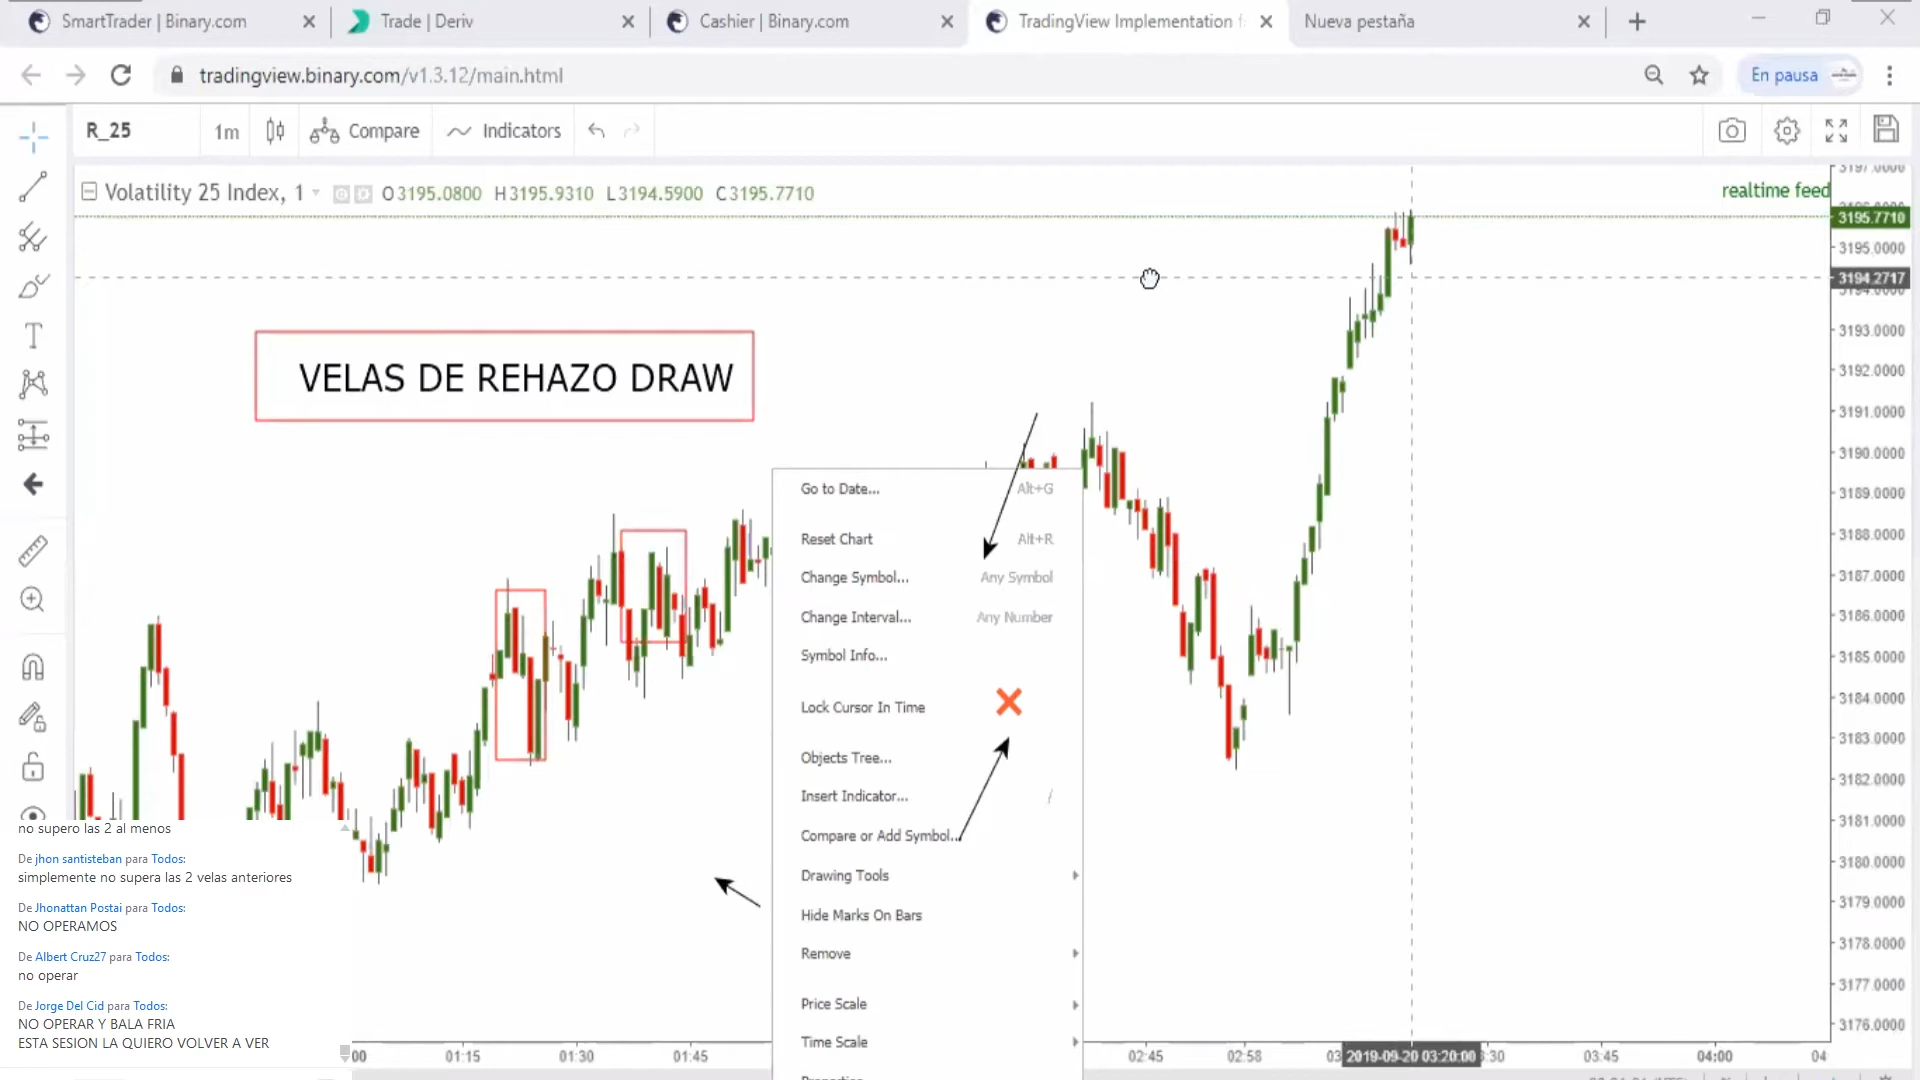 SmartTrader | Binary.com
Trade | Deriv
Cashier | Binary.com
TradingView Implementation f
Nueva pestaña
tradingview.binary.com/v1.3.12/main.html
En pausa
R_25
1m
Compare
Indicators
Volatility 25 Index, 1
O3195.0800 H3195.9310 L3194.5900 C3195.7710
realtime feed
3197.0000
3195.7710
3195.0000
3194.2717
3194.0000
3193.0000
3192.0000
3191.0000
3190.0000
3189.0000
3188.0000
3187.0000
3186.0000
3185.0000
3184.0000
3183.0000
3182.0000
3181.0000
3180.0000
3179.0000
3178.0000
3177.0000
3176.0000
VELAS DE REHAZO DRAW
Go to Date... Alt+G
Reset Chart Alt+R
Change Symbol... Any Symbol
Change Interval... Any Number
Symbol Info...
Lock Cursor In Time
Objects Tree...
Insert Indicator... /
Compare or Add Symbol...
Drawing Tools
Hide Marks On Bars
Remove
Price Scale
Time Scale
no supero las 2 al menos
De jhon santisteban para Todos:
simplemente no supera las 2 velas anteriores
De Jhonattan Postai para Todos:
NO OPERAMOS
De Albert Cruz27 para Todos:
no operar
De Jorge Del Cid para Todos:
NO OPERAR Y BALA FRIA
ESTA SESION LA QUIERO VOLVER A VER
:00 01:15 01:30 01:45 02:45 02:58 03 2019-09-20 03:20:00 :30 03:45 04:00 04